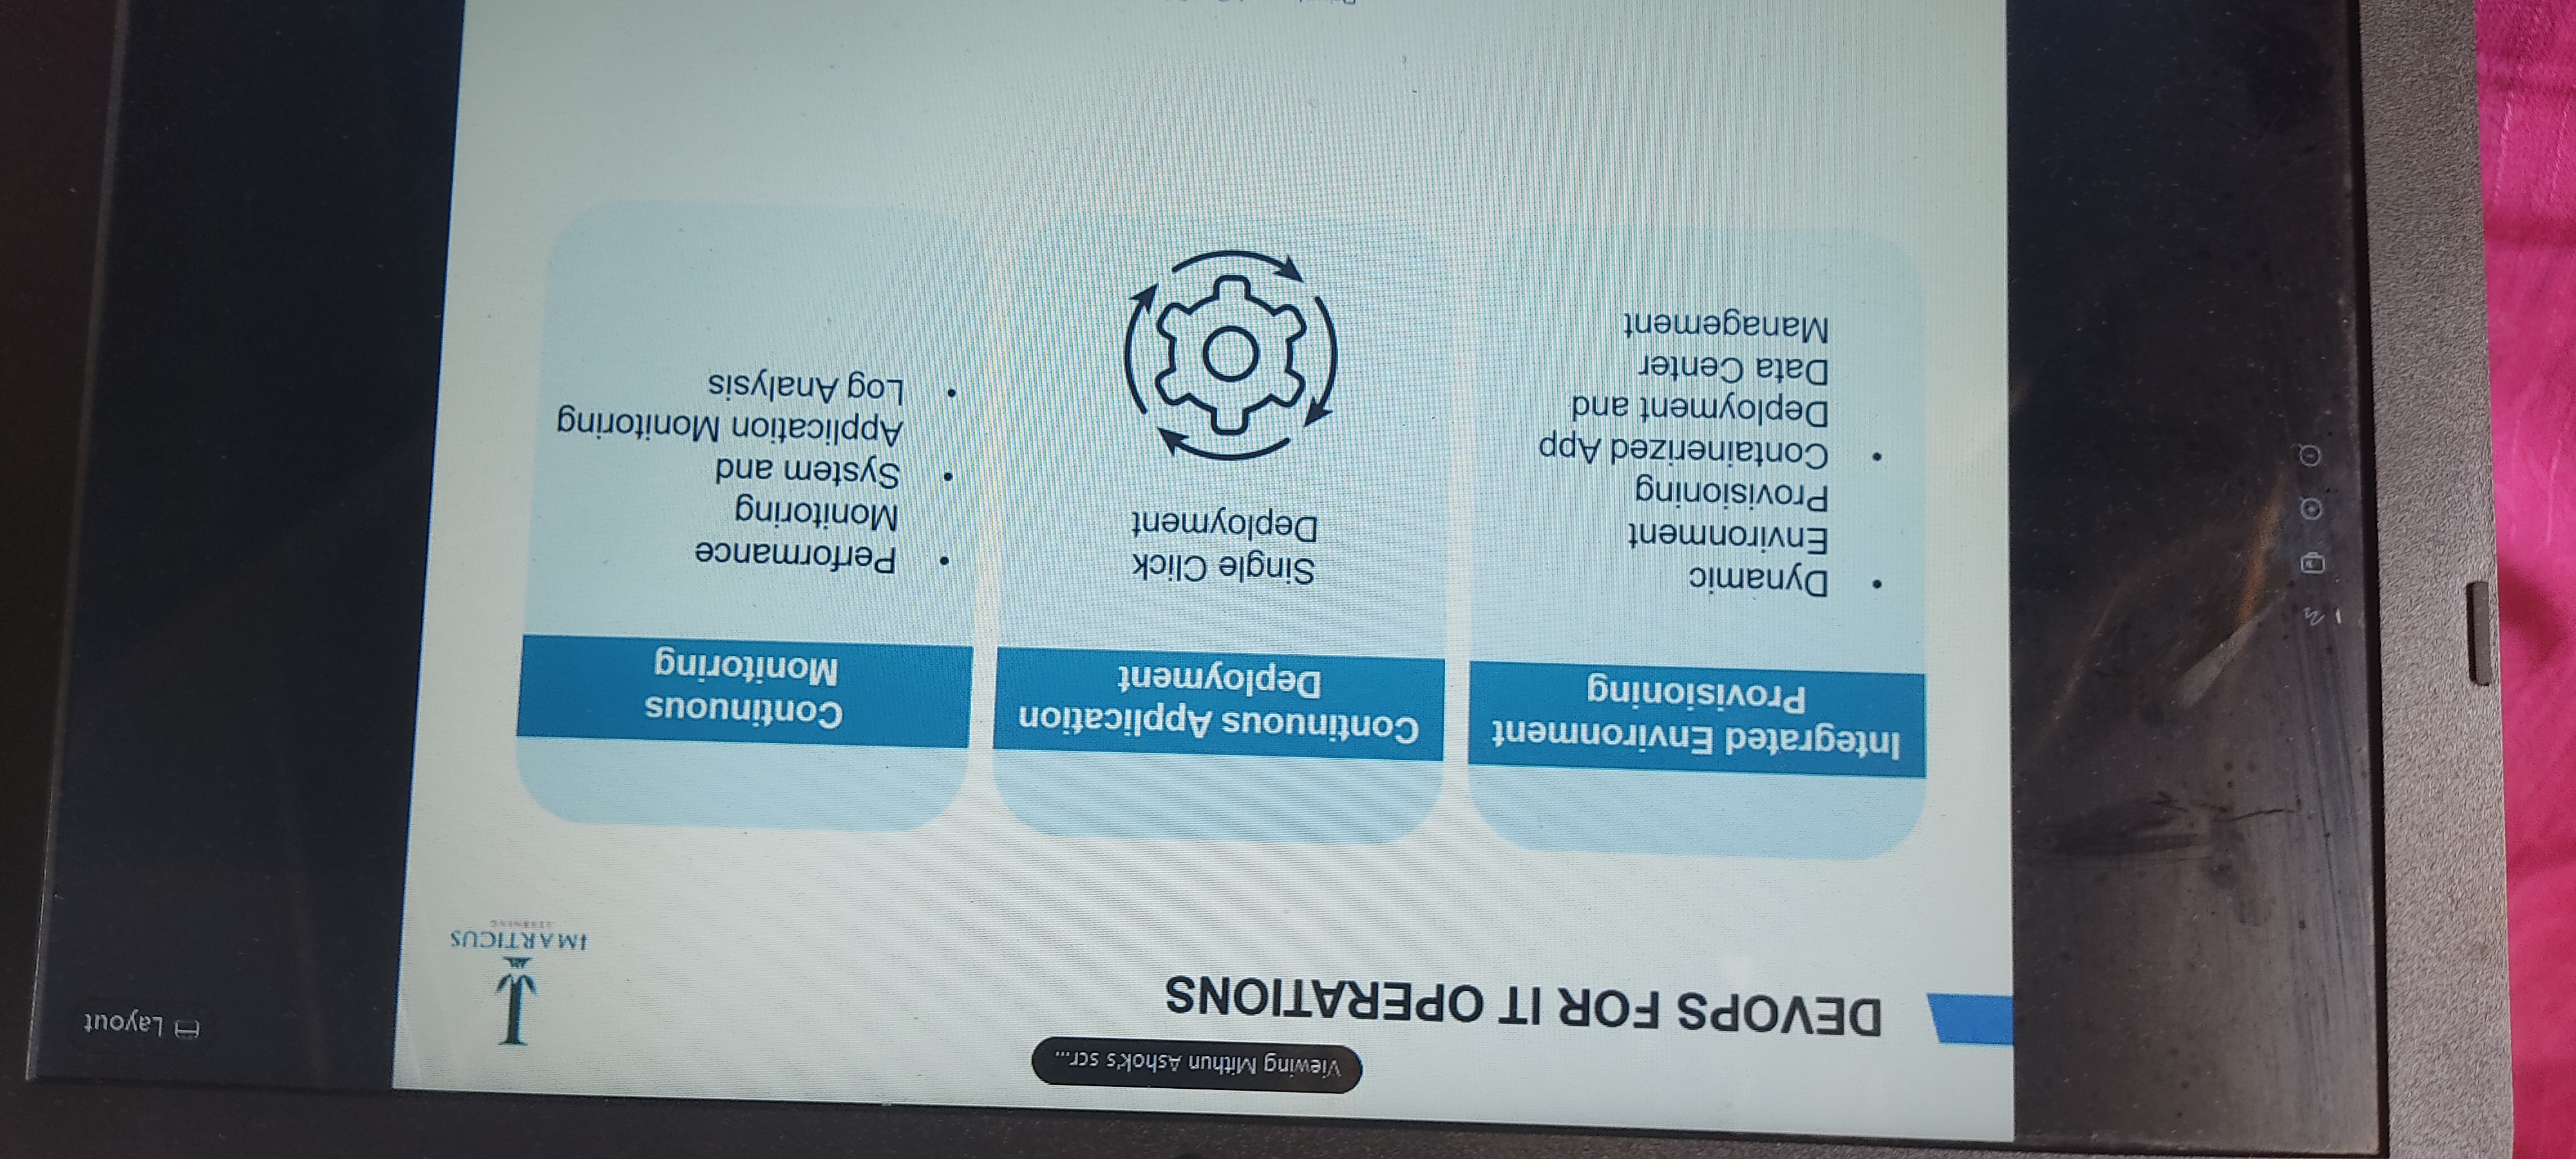 Viewing Mithun Ashok's scr...
Layout
DEVOPS FOR IT OPERATIONS
IMARTICUS
LEARNING
Integrated Environment
Provisioning
• Dynamic
Environment
Provisioning
• Containerized App
Deployment and
Data Center
Management
Continuous Application
Deployment
Single Click
Deployment
Continuous
Monitoring
• Performance
Monitoring
• System and
Application Monitoring
• Log Analysis